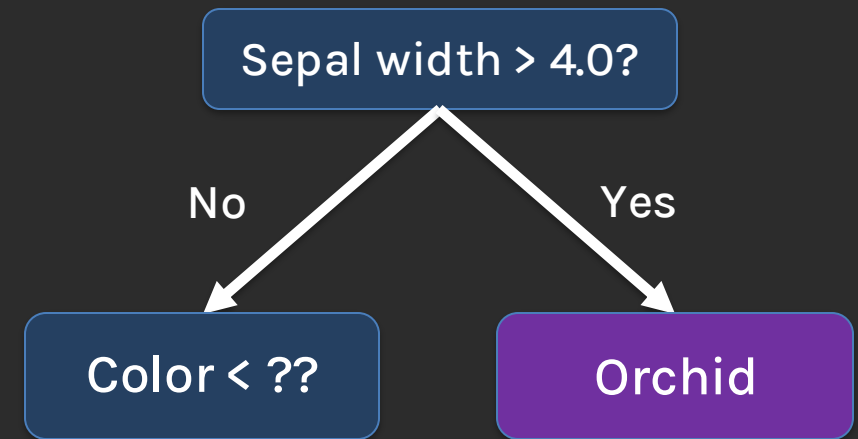 Sepal width > 4.0?
No
Yes
Color < ??
Orchid